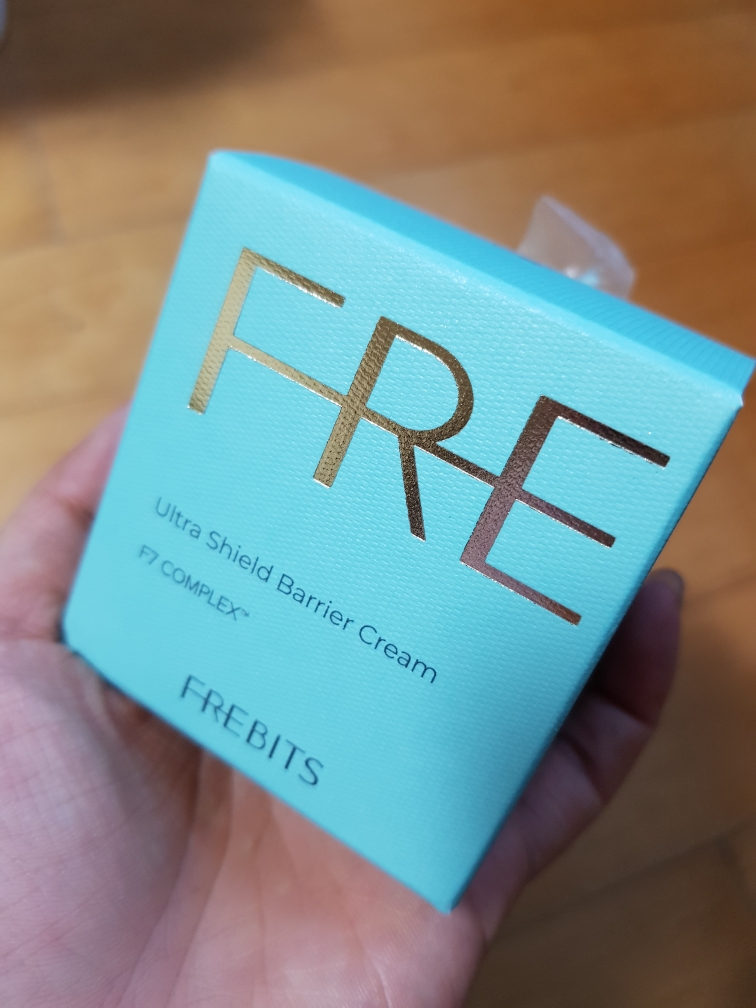 FRE
Ultra Shield Barrier Cream
F7 COMPLEX™
FREBITS